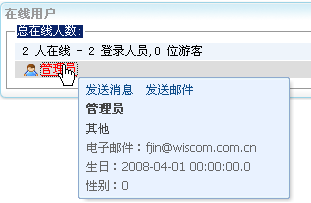 在线用户
总在线人数:
2 人在线 - 2 登录人员,0 位游客
管理员
发送消息 发送邮件
管理员
其他
电子邮件：fjin@wiscom.com.cn
生日：2008-04-01 00:00:00.0
性别：0